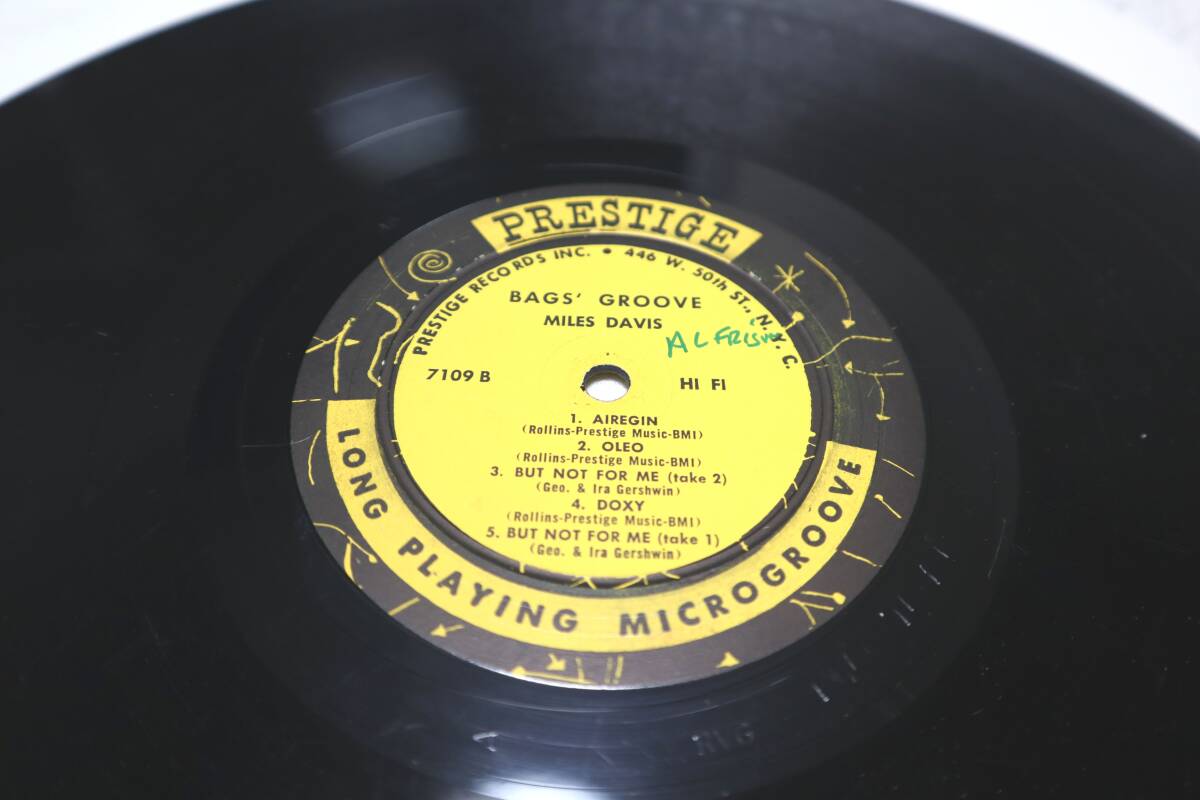 PRESTIGE
PRESTIGE RECORDS INC. • 446 W. 50th ST., N.Y.C.
BAGS' GROOVE
MILES DAVIS
7109 B
HI FI
1. AIREGIN
(Rollins-Prestige Music-BMI)
2. OLEO
(Rollins-Prestige Music-BMI)
3. BUT NOT FOR ME (take 2)
(Geo. & Ira Gershwin)
4. DOXY
(Rollins-Prestige Music-BMI)
5. BUT NOT FOR ME (take 1)
(Geo. & Ira Gershwin)
LONG PLAYING MICROGROOVE
RVG